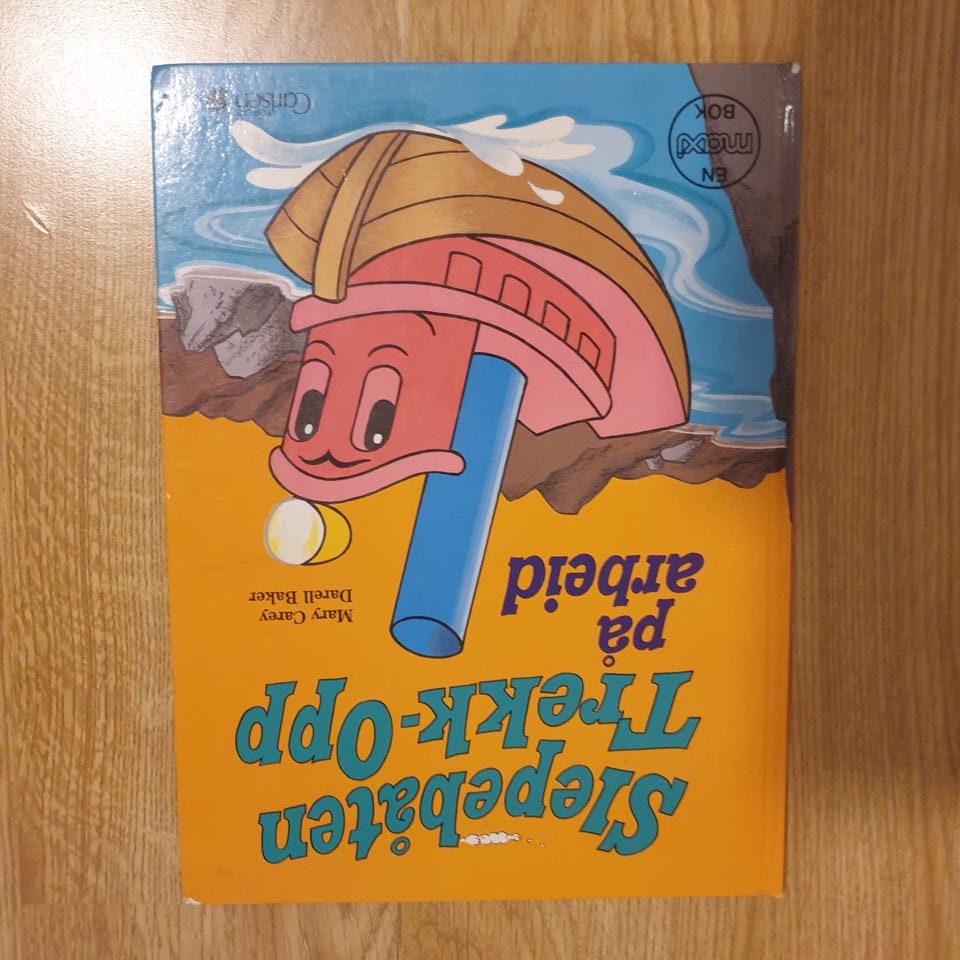 Slepebåten
Trekk-Opp
på
arbeid
Mary Carey
Darell Baker
EN
maxi
BOK
Carlsen